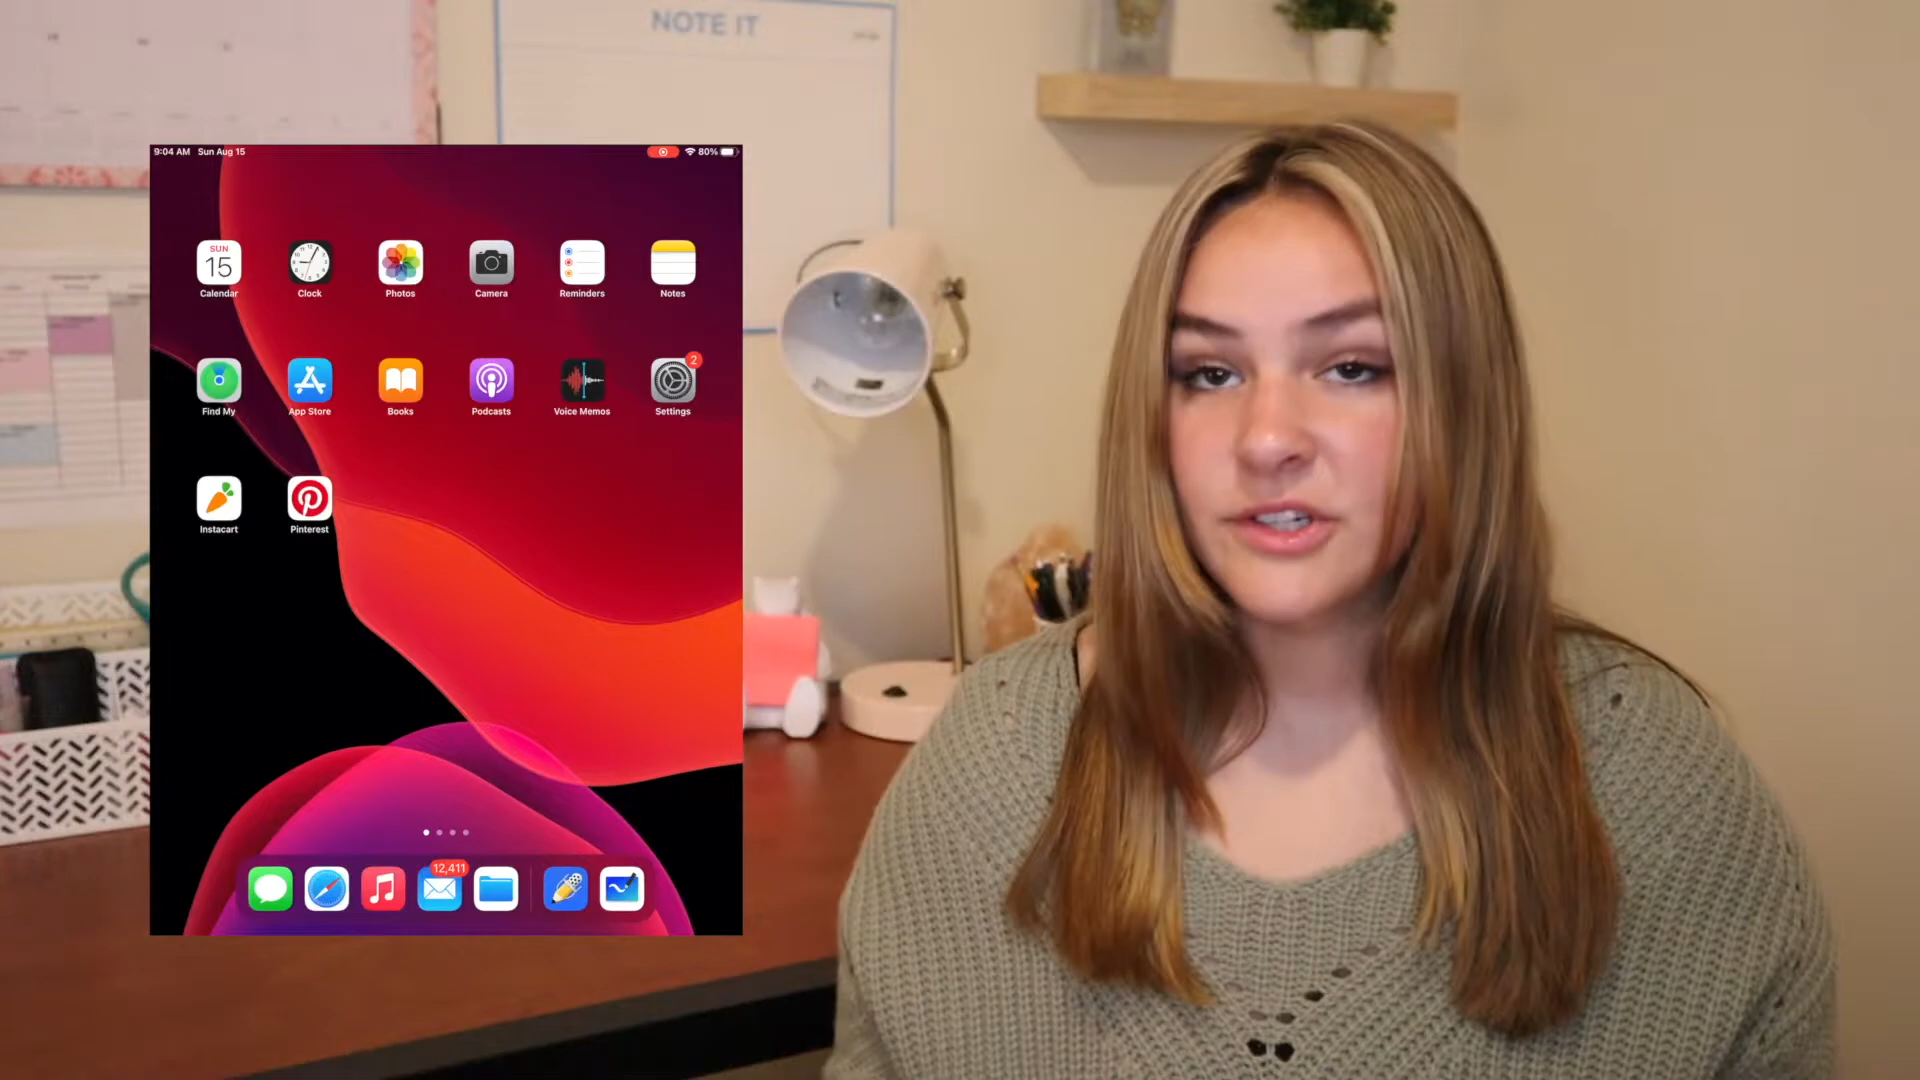 NOTE IT
9:04 AM Sun Aug 15
80%
SUN
15
Calendar
Clock
Photos
Camera
Reminders
Notes
2
Find My
App Store
Books
Podcasts
Voice Memos
Settings
Instacart
Pinterest
12,411